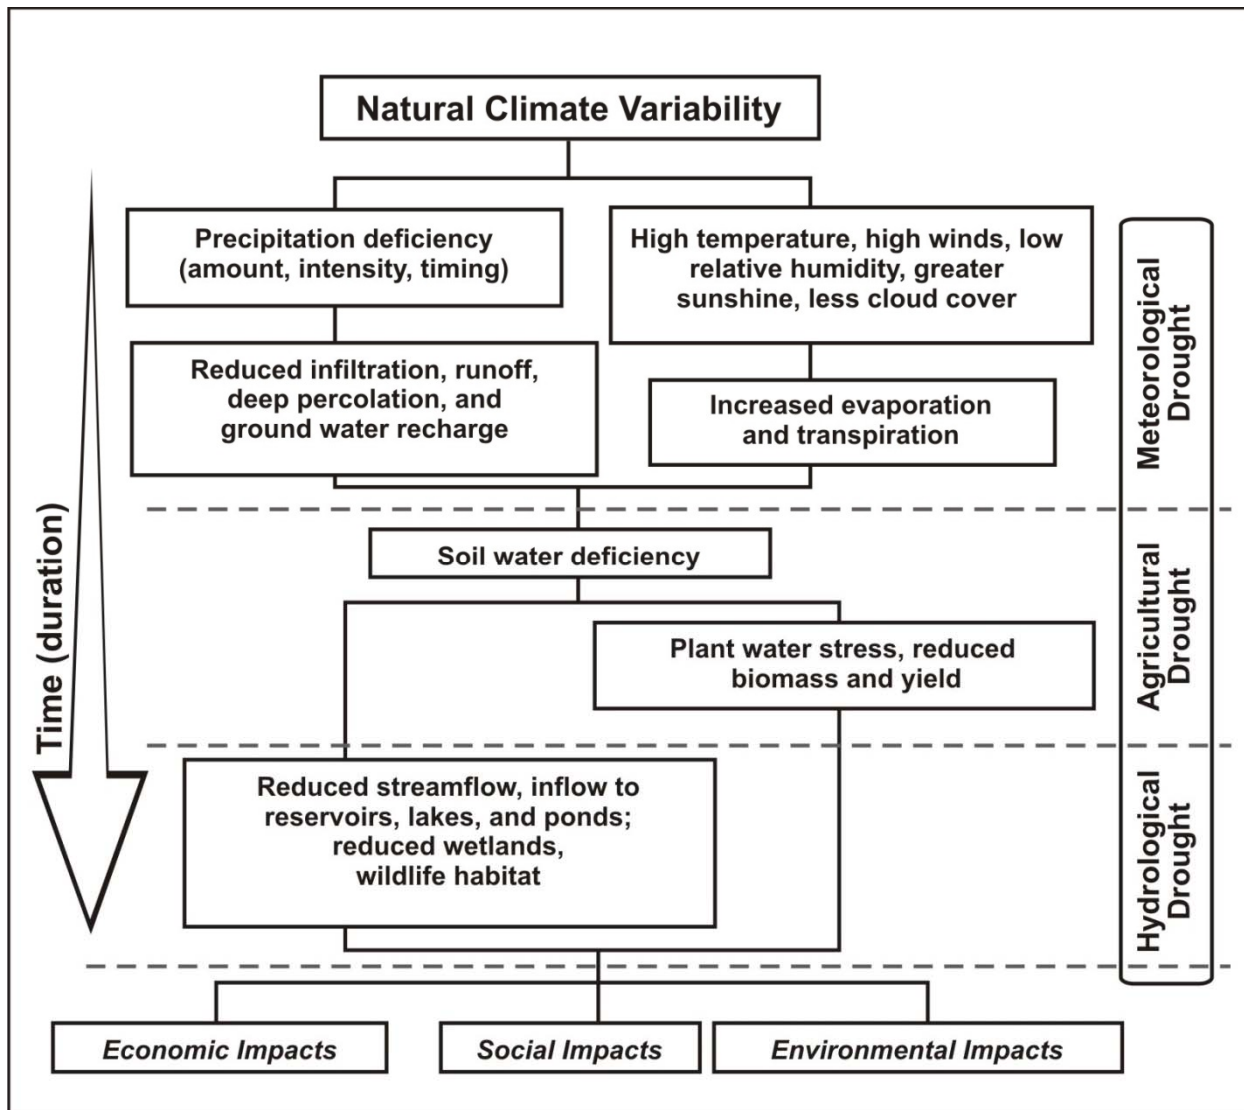 Natural Climate Variability
Precipitation deficiency
(amount, intensity, timing)
High temperature, high winds, low
relative humidity, greater
sunshine, less cloud cover
Reduced infiltration, runoff,
deep percolation, and
ground water recharge
Increased evaporation
and transpiration
Meteorological
Drought
Time (duration)
Soil water deficiency
Plant water stress, reduced
biomass and yield
Agricultural
Drought
Reduced streamflow, inflow to
reservoirs, lakes, and ponds;
reduced wetlands,
wildlife habitat
Hydrological
Drought
Economic Impacts
Social Impacts
Environmental Impacts